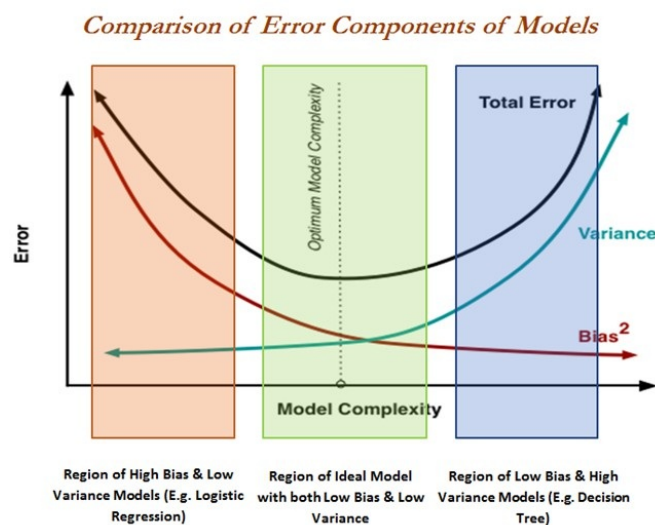 Comparison of Error Components of Models
Total Error
Optimum Model Complexity
Error
Variance
Bias²
Model Complexity
Region of High Bias & Low
Variance Models (E.g. Logistic
Regression)
Region of Ideal Model
with both Low Bias & Low
Variance
Region of Low Bias & High
Variance Models (E.g. Decision
Tree)